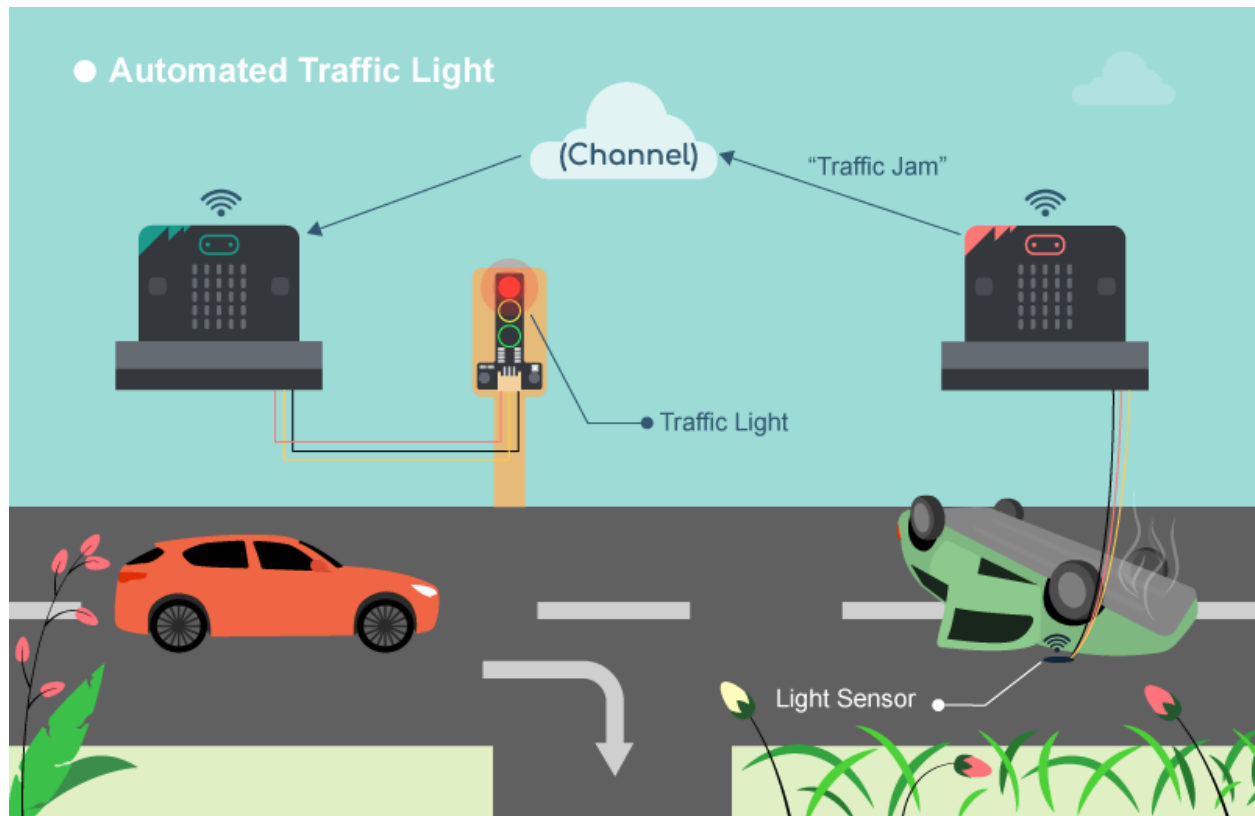 Automated Traffic Light
(Channel)
“Traffic Jam”
Traffic Light
Light Sensor